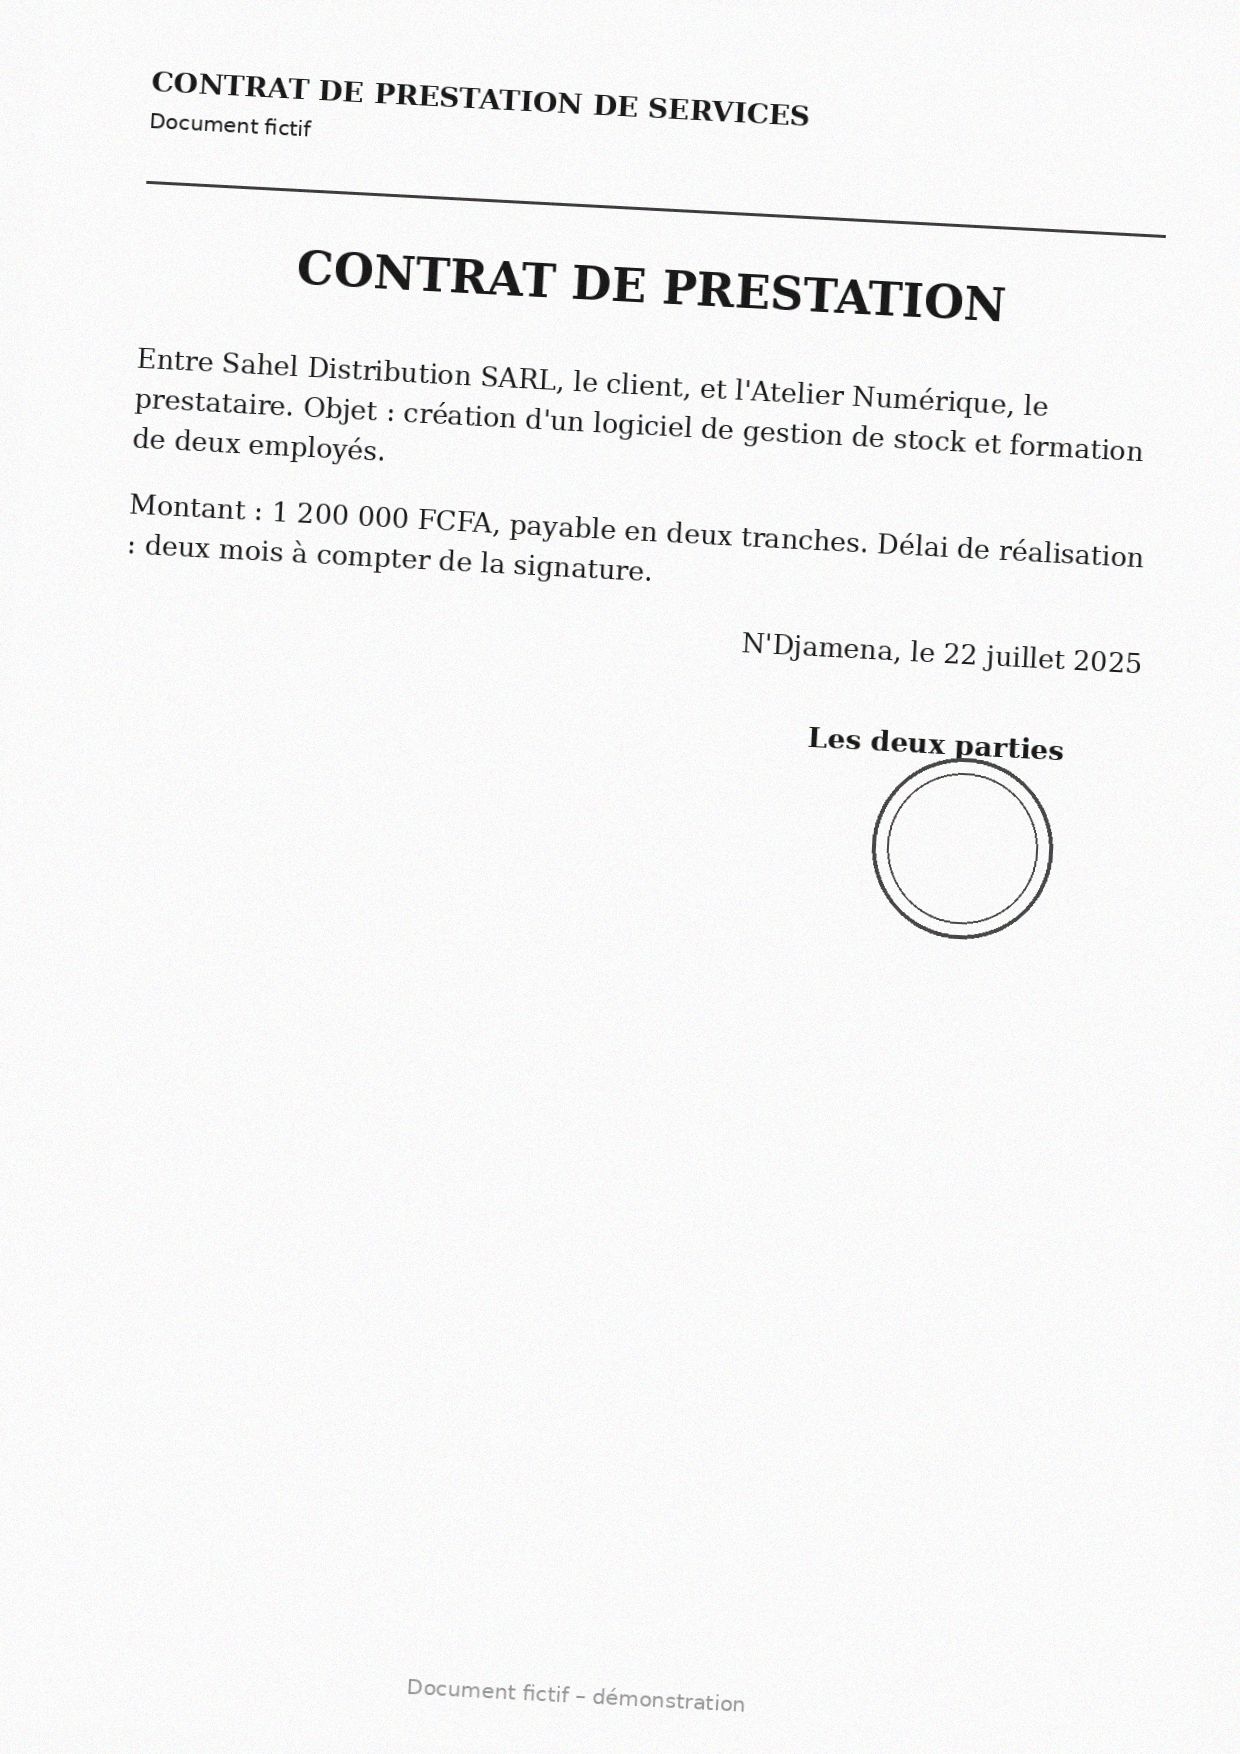 CONTRAT DE PRESTATION DE SERVICES
Document fictif
CONTRAT DE PRESTATION
Entre Sahel Distribution SARL, le client, et l'Atelier Numérique, le
prestataire. Objet : création d'un logiciel de gestion de stock et formation
de deux employés.
Montant : 1 200 000 FCFA, payable en deux tranches. Délai de réalisation
: deux mois à compter de la signature.
N'Djamena, le 22 juillet 2025
Les deux parties
Document fictif – démonstration